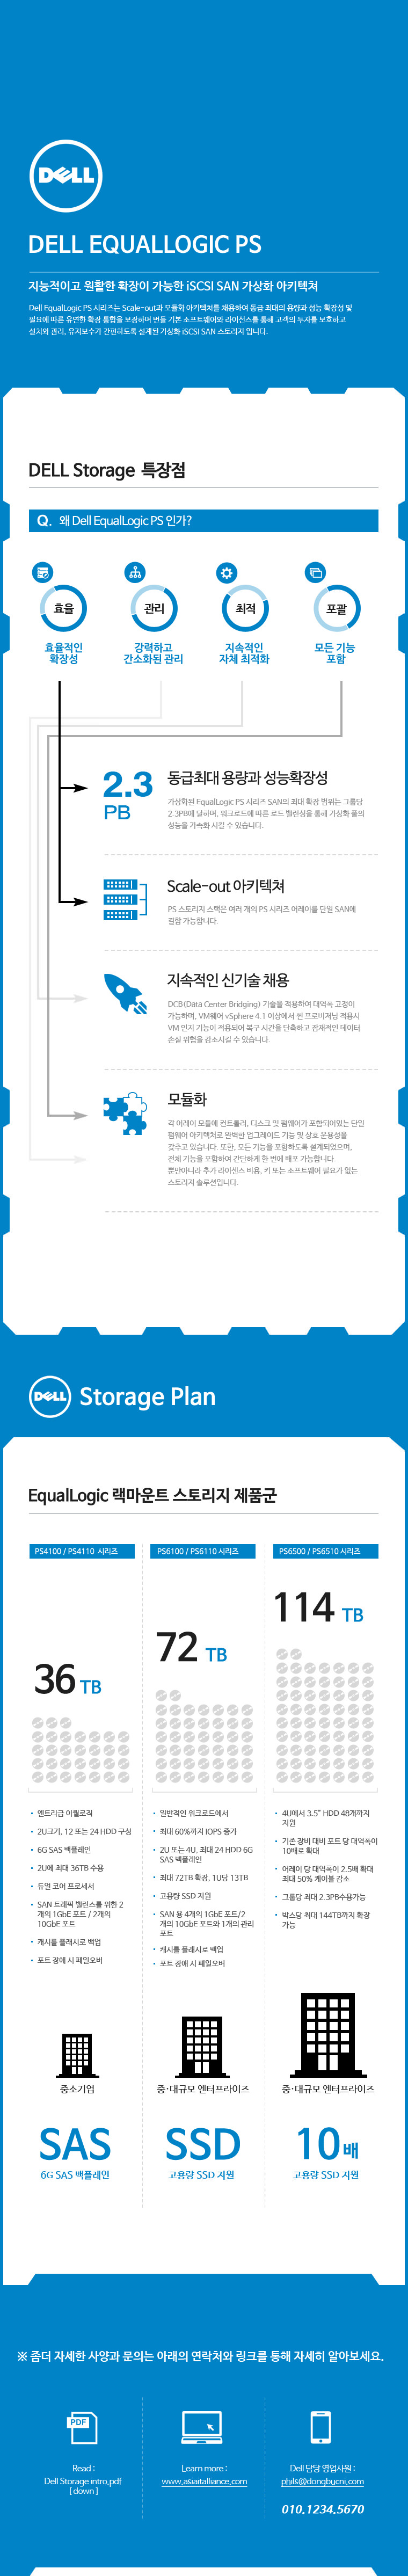 DELL
DELL EQUALLOGIC PS
지능적이고 원활한 확장이 가능한 iSCSI SAN 가상화 아키텍쳐
Dell EqualLogic PS 시리즈는 Scale-out과 모듈화 아키텍처를 채용하여 동급 최대의 용량과 성능 확장성 및
필요에 따른 유연한 확장 통합을 보장하며 번들 기본 소프트웨어와 라이선스를 통해 고객의 투자를 보호하고
설치와 관리, 유지보수가 간편하도록 설계된 가상화 iSCSI SAN 스토리지 입니다.
DELL Storage 특장점
Q. 왜 Dell EqualLogic PS 인가?
효율
관리
최적
포괄
효율적인
확장성
강력하고
간소화된 관리
지속적인
자체 최적화
모든 기능
포함
2.3
PB
동급최대 용량과 성능확장성
가상화된 EqualLogic PS 시리즈 SAN의 최대 확장 범위는 그룹당
2.3PB에 달하며, 워크로드에 따른 로드 밸런싱을 통해 가상화 풀의
성능을 가속화 시킬 수 있습니다.
Scale-out 아키텍쳐
PS 스토리지 스택은 여러 개의 PS 시리즈 어레이를 단일 SAN에
결합 가능합니다.
지속적인 신기술 채용
DCB(Data Center Bridging) 기술을 적용하여 대역폭 고정이
가능하며, VM웨어 vSphere 4.1 이상에서 씬 프로비저닝 적용시
VM 인지 기능이 적용되어 복구 시간을 단축하고 잠재적인 데이터
손실 위험을 감소시킬 수 있습니다.
모듈화
각 어레이 모듈에 컨트롤러, 디스크 및 펌웨어가 포함되어있는 단일
펌웨어 아키텍처로 완벽한 업그레이드 기능 및 상호 운용성을
갖추고 있습니다. 또한, 모든 기능을 포함하도록 설계되었으며,
전체 기능을 포함하여 간단하게 한 번에 배포 가능합니다.
뿐만아니라 추가 라이센스 비용, 키 또는 소프트웨어 필요가 없는
스토리지 솔루션입니다.
DELL Storage Plan
EqualLogic 랙마운트 스토리지 제품군
PS4100 / PS4110 시리즈
PS6100 / PS6110 시리즈
PS6500 / PS6510 시리즈
36 TB
72 TB
114 TB
• 엔트리급 이퀄로직
• 2U크기, 12 또는 24 HDD 구성
• 6G SAS 백플레인
• 2U에 최대 36TB 수용
• 듀얼 코어 프로세서
• SAN 트래픽 밸런스를 위한 2
개의 1GbE 포트 / 2개의
10GbE 포트
• 캐시를 플래시로 백업
• 포트 장애 시 페일오버
• 일반적인 워크로드에서
• 최대 60%까지 IOPS 증가
• 2U 또는 4U, 최대 24 HDD 6G
SAS 백플레인
• 최대 72TB 확장, 1U당 13TB
• 고용량 SSD 지원
• SAN 용 4개의 1GbE 포트/2
개의 10GbE 포트와 1개의 관리
포트
• 캐시를 플래시로 백업
• 포트 장애 시 페일오버
• 4U에서 3.5" HDD 48개까지
지원
• 기존 장비 대비 포트 당 대역폭이
10배로 확대
• 어레이 당 대역폭이 2.5배 확대
최대 50% 케이블 감소
• 그룹당 최대 2.3PB수용가능
• 박스당 최대 144TB까지 확장
가능
중소기업
중·대규모 엔터프라이즈
중·대규모 엔터프라이즈
SAS
6G SAS 백플레인
SSD
고용량 SSD 지원
10배
고용량 SSD 지원
※ 좀더 자세한 사양과 문의는 아래의 연락처와 링크를 통해 자세히 알아보세요.
PDF
Read :
Dell Storage intro.pdf
[ down ]
Learn more :
www.asiaitalliance.com
Dell 담당 영업사원 :
phils@dongbycni.com
010.1234.5670